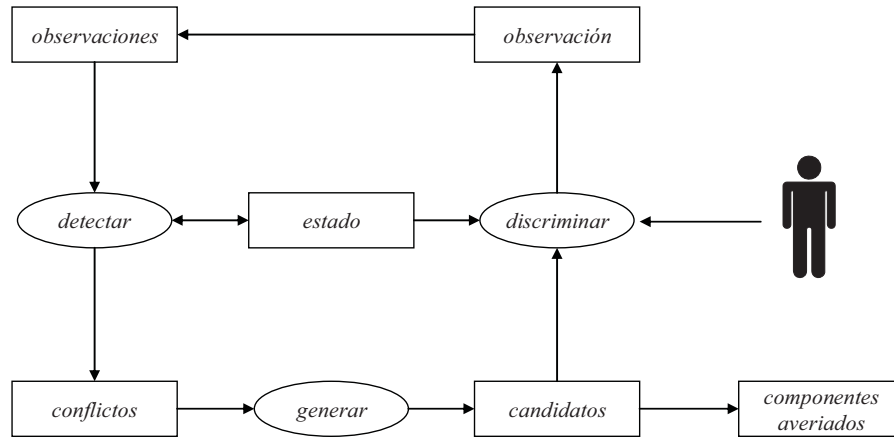 observaciones
observación
detectar
estado
discriminar
conflictos
generar
candidatos
componentes
averiados